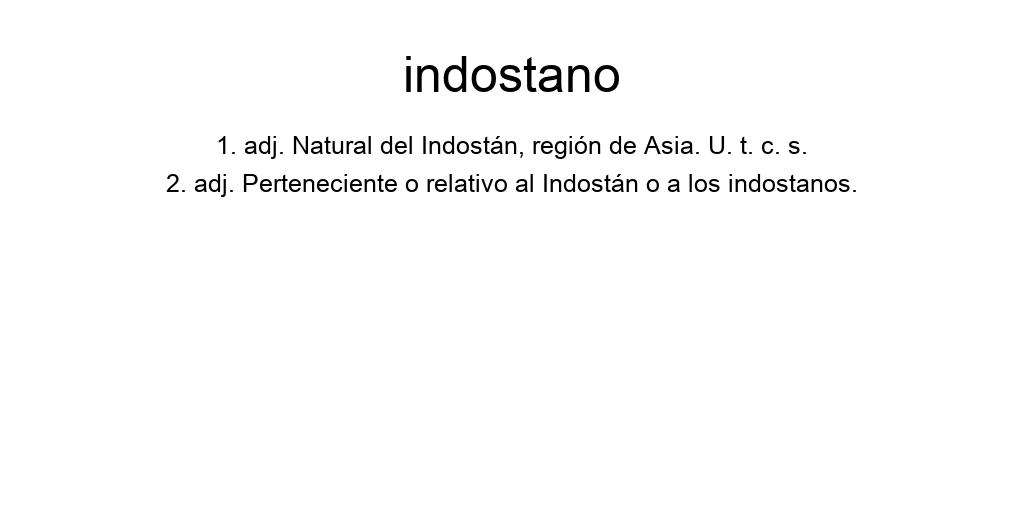 indostano
1. adj. Natural del Indostán, región de Asia. U. t. c. s.
2. adj. Perteneciente o relativo al Indostán o a los indostanos.